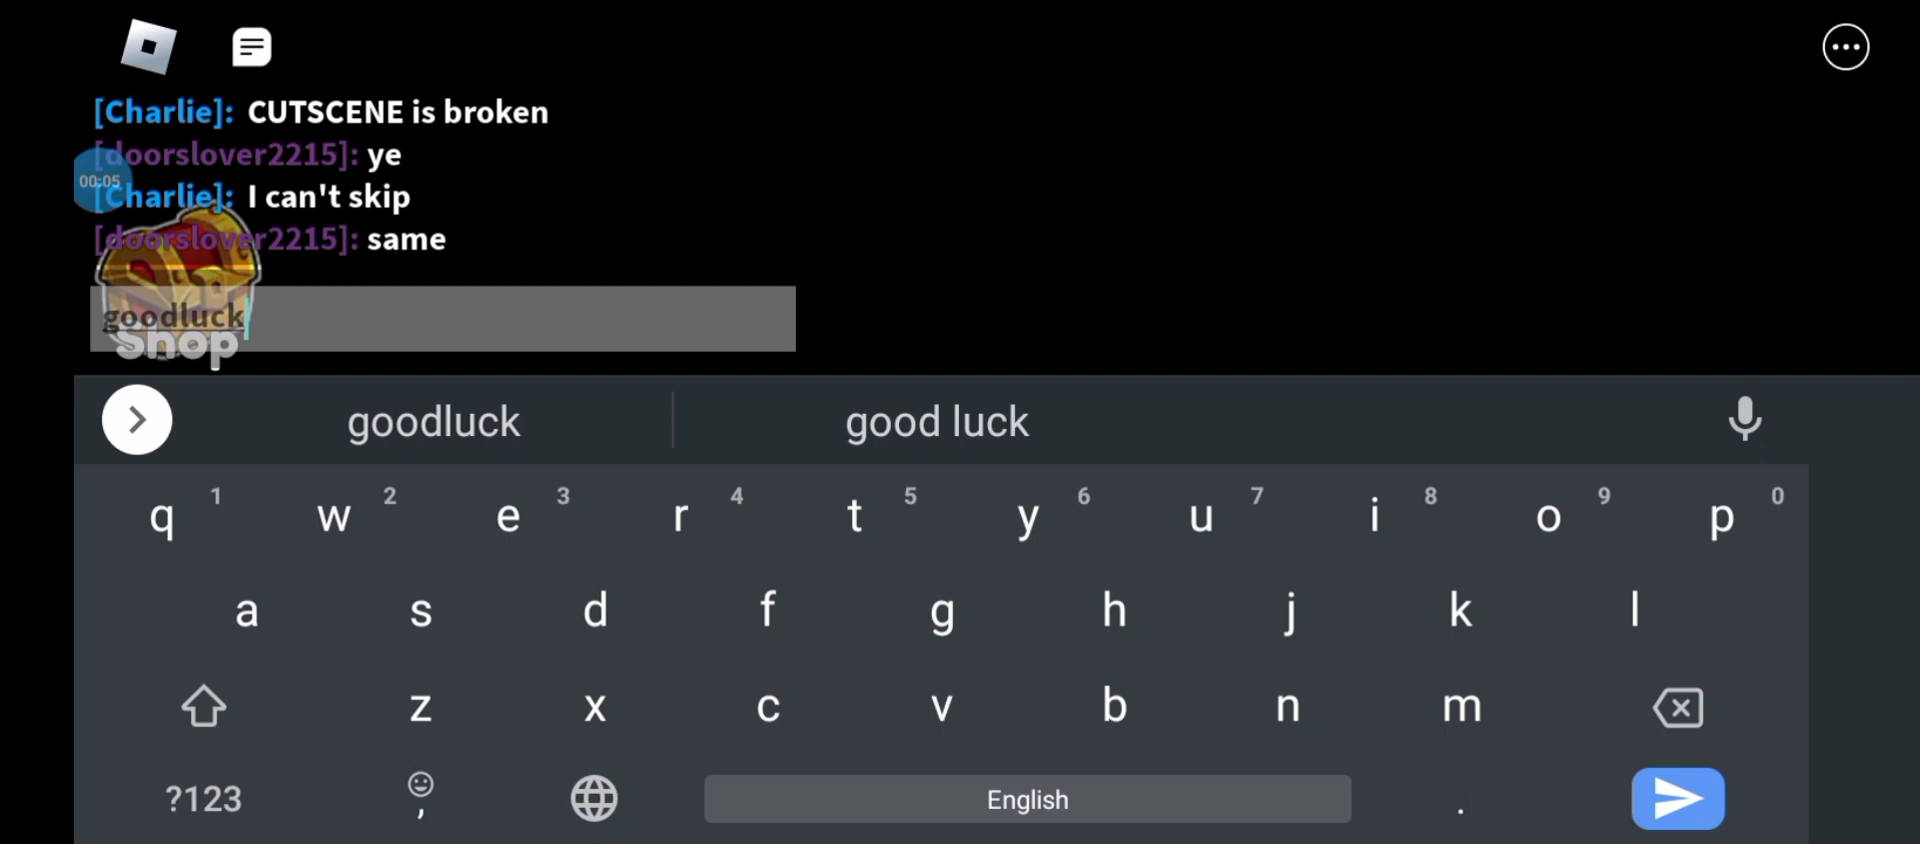 [Charlie]: CUTSCENE is broken
[doorslover2215]: ye
00:05
[Charlie]: I can't skip
[doorslover2215]: same
goodluck
Shop
goodluck good luck
q 1 w 2 e 3 r 4 t 5 y 6 u 7 i 8 o 9 p 0
a s d f g h j k l
z x c v b n m
?123 , English .